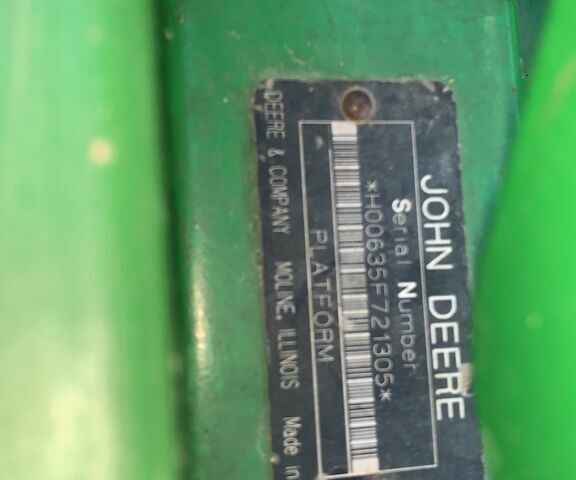 JOHN DEERE
Serial Number
*H00635F721305*
PLATFORM
DEERE & COMPANY MOLINE, ILLINOIS Made in